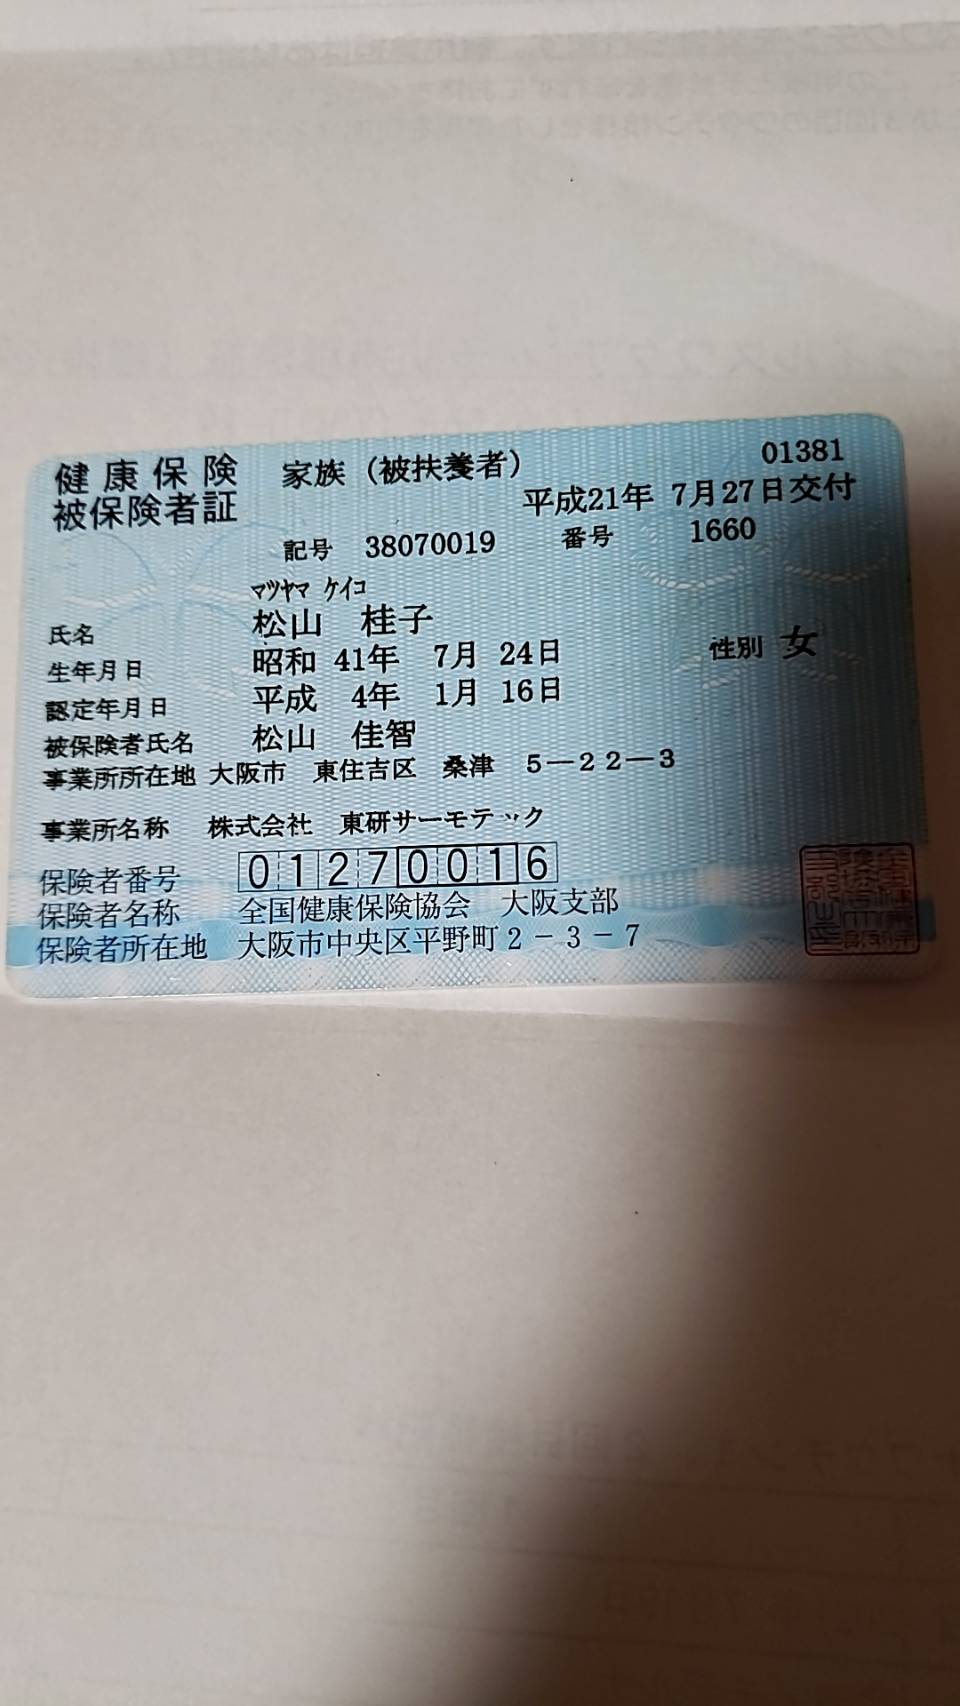 健康保険 家族（被扶養者） 01381
被保険者証 平成21年 7月27日交付
記号 38070019 番号 1660
マツヤマ ケイコ
氏名 松山 桂子
生年月日 昭和 41年 7月 24日 性別 女
認定年月日 平成 4年 1月 16日
被保険者氏名 松山 佳智
事業所所在地 大阪市 東住吉区 桑津 5－22－3
事業所名称 株式会社 東研サーモテック
保険者番号 01270016
保険者名称 全国健康保険協会 大阪支部
保険者所在地 大阪市中央区平野町2－3－7